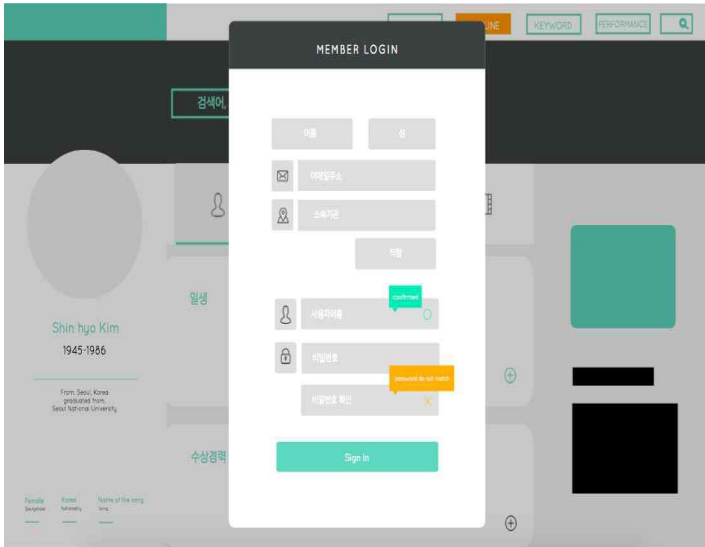 LINE
KEYWORD
PERFORMANCE
MEMBER LOGIN
검색어,
이름
성
이메일주소
소속기관
직함
일생
confirmed
사용자이름
Shin hyo Kim
1945-1986
비밀번호
password do not match
비밀번호 확인
From. Seoul, Korea
graduated from,
Seoul National University
수상경력
Sign In
Female
Korea
Name of the song
Nationality
Song